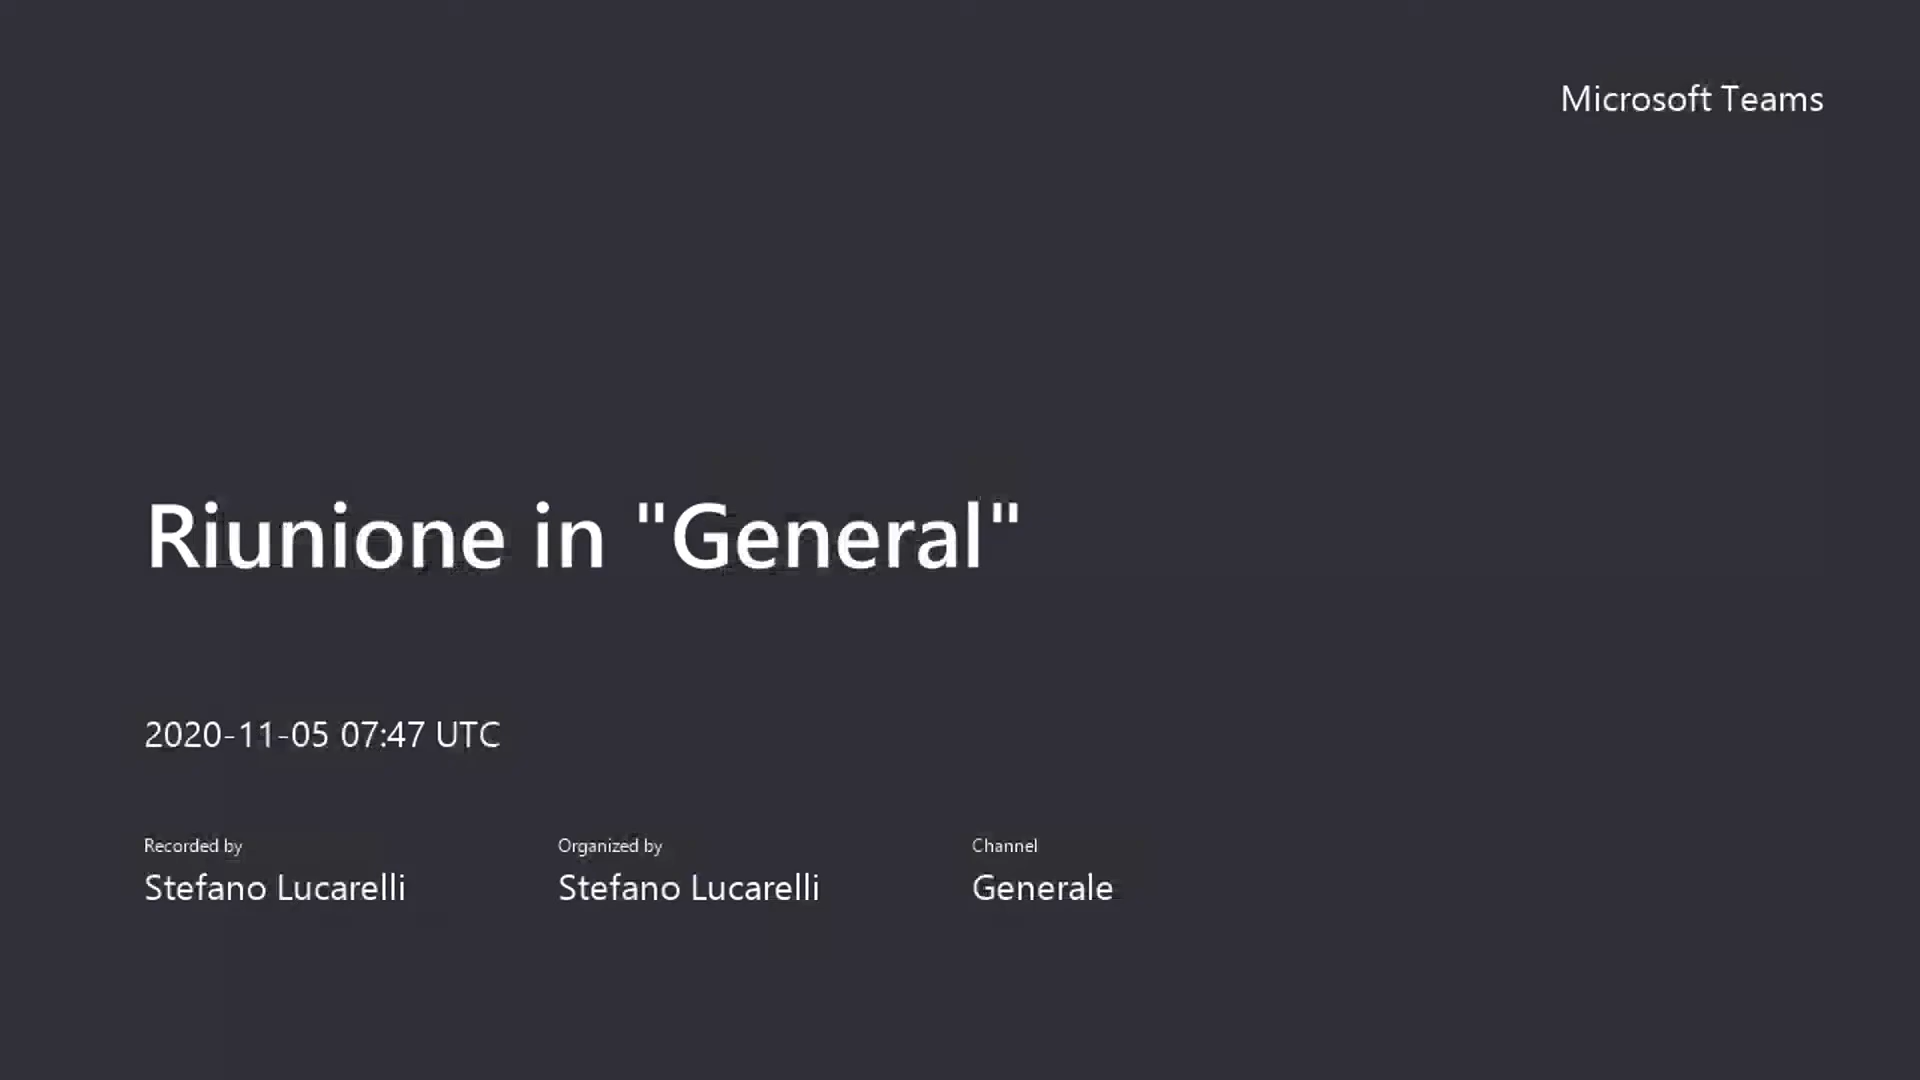 Microsoft Teams
Riunione in "General"
2020-11-05 07:47 UTC
Recorded by
Stefano Lucarelli
Organized by
Stefano Lucarelli
Channel
Generale